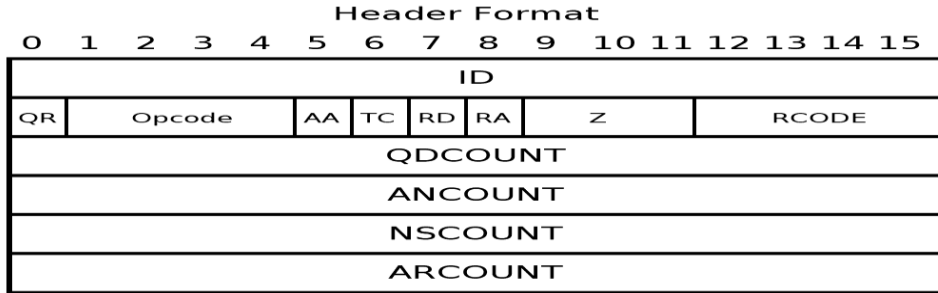 Header Format
0 1 2 3 4 5 6 7 8 9 10 11 12 13 14 15
ID
QR Opcode AA TC RD RA Z RCODE
QDCOUNT
ANCOUNT
NSCOUNT
ARCOUNT